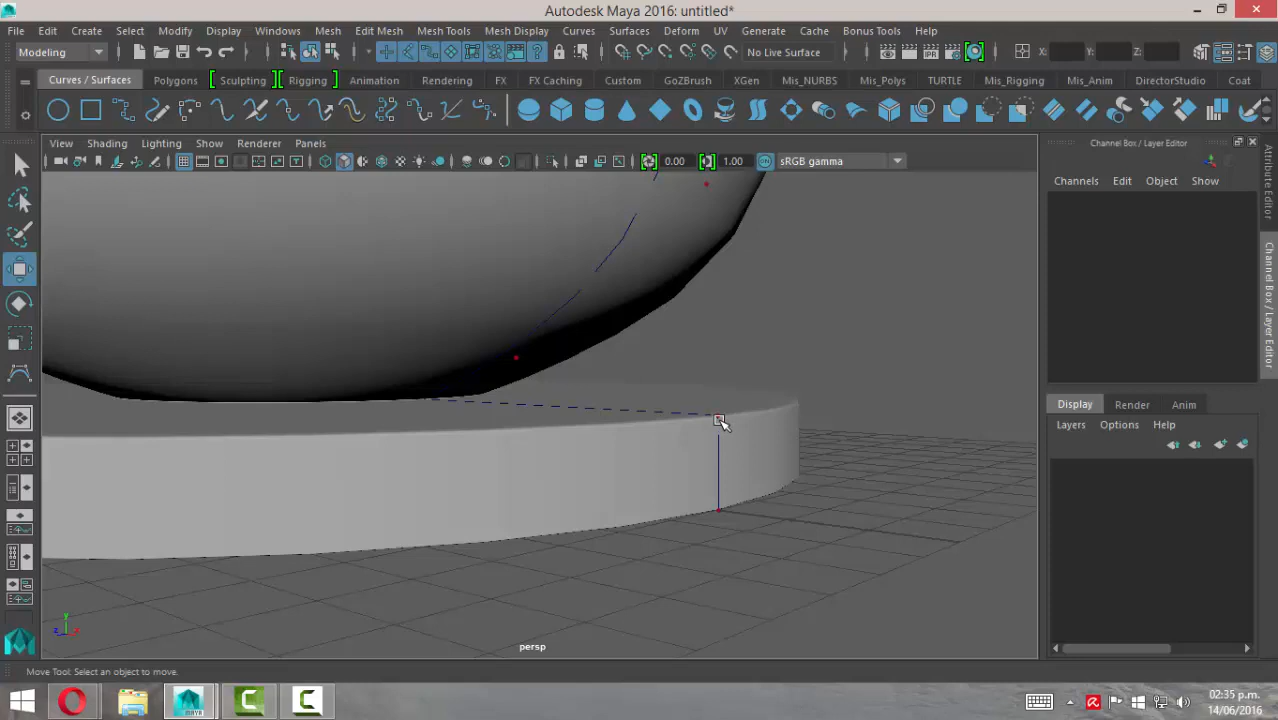 Autodesk Maya 2016: untitled*
File Edit Create Select Modify Display Windows Mesh Edit Mesh Mesh Tools Mesh Display Curves Surfaces Deform UV Generate Cache Bonus Tools Help
Modeling No Live Surface X: Y: Z:
Curves / Surfaces Polygons Sculpting Rigging Animation Rendering FX FX Caching Custom GoZBrush XGen Mis_NURBS Mis_Polys TURTLE Mis_Rigging Mis_Anim DirectorStudio Coat
View Shading Lighting Show Renderer Panels
0.00 1.00 sRGB gamma
Channel Box / Layer Editor
Channels Edit Object Show
Attribute Editor
Channel Box / Layer Editor
Display Render Anim
Layers Options Help
y
z x
persp
Move Tool: Select an object to move.
02:35 p.m.
14/06/2016